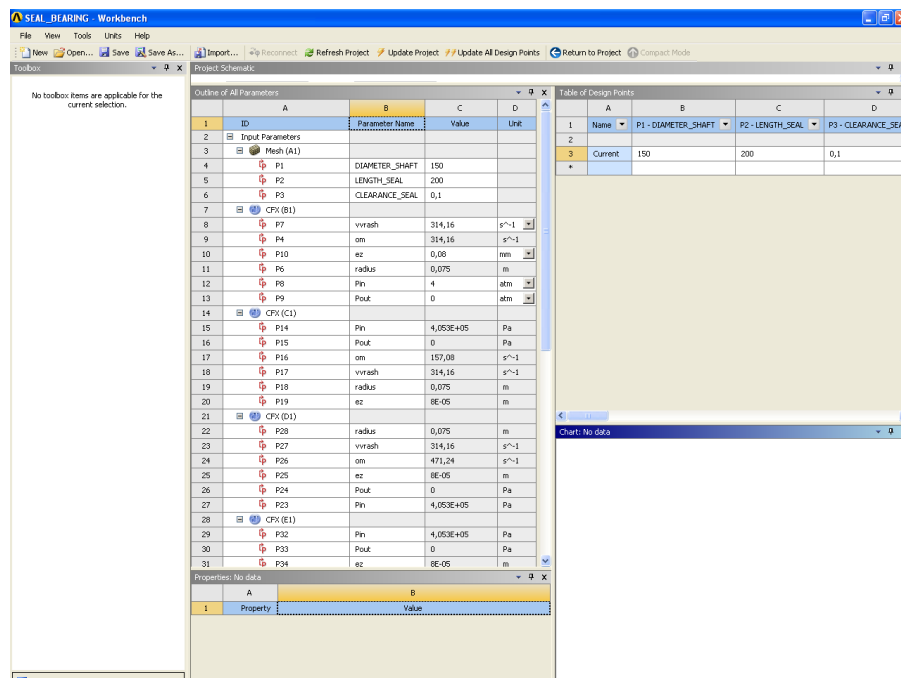 SEAL_BEARING - Workbench
File View Tools Units Help
New Open... Save Save As... Import... Reconnect Refresh Project Update Project Update All Design Points Return to Project Compact Mode
Toolbox
No toolbox items are applicable for the
current selection.
Project Schematic
Outline of All Parameters
A B C D
1 ID Parameter Name Value Unit
2 Input Parameters
3 Mesh (A1)
4 P1 DIAMETER_SHAFT 150
5 P2 LENGTH_SEAL 200
6 P3 CLEARANCE_SEAL 0,1
7 CFX (B1)
8 P7 vvrash 314,16 s^-1
9 P4 om 314,16 s^-1
10 P10 ez 0,08 mm
11 P6 radius 0,075 m
12 P8 Pin 4 atm
13 P9 Pout 0 atm
14 CFX (C1)
15 P14 Pin 4,053E+05 Pa
16 P15 Pout 0 Pa
17 P16 om 157,08 s^-1
18 P17 vvrash 314,16 s^-1
19 P18 radius 0,075 m
20 P19 ez 8E-05 m
21 CFX (D1)
22 P28 radius 0,075 m
23 P27 vvrash 314,16 s^-1
24 P26 om 471,24 s^-1
25 P25 ez 8E-05 m
26 P24 Pout 0 Pa
27 P23 Pin 4,053E+05 Pa
28 CFX (E1)
29 P32 Pin 4,053E+05 Pa
30 P33 Pout 0 Pa
31 P34 ez 8E-05 m
Properties: No data
A B
1 Property Value
Table of Design Points
A B C D
1 Name P1 - DIAMETER_SHAFT P2 - LENGTH_SEAL P3 - CLEARANCE_SEA
2
3 Current 150 200 0,1
*
Chart: No data